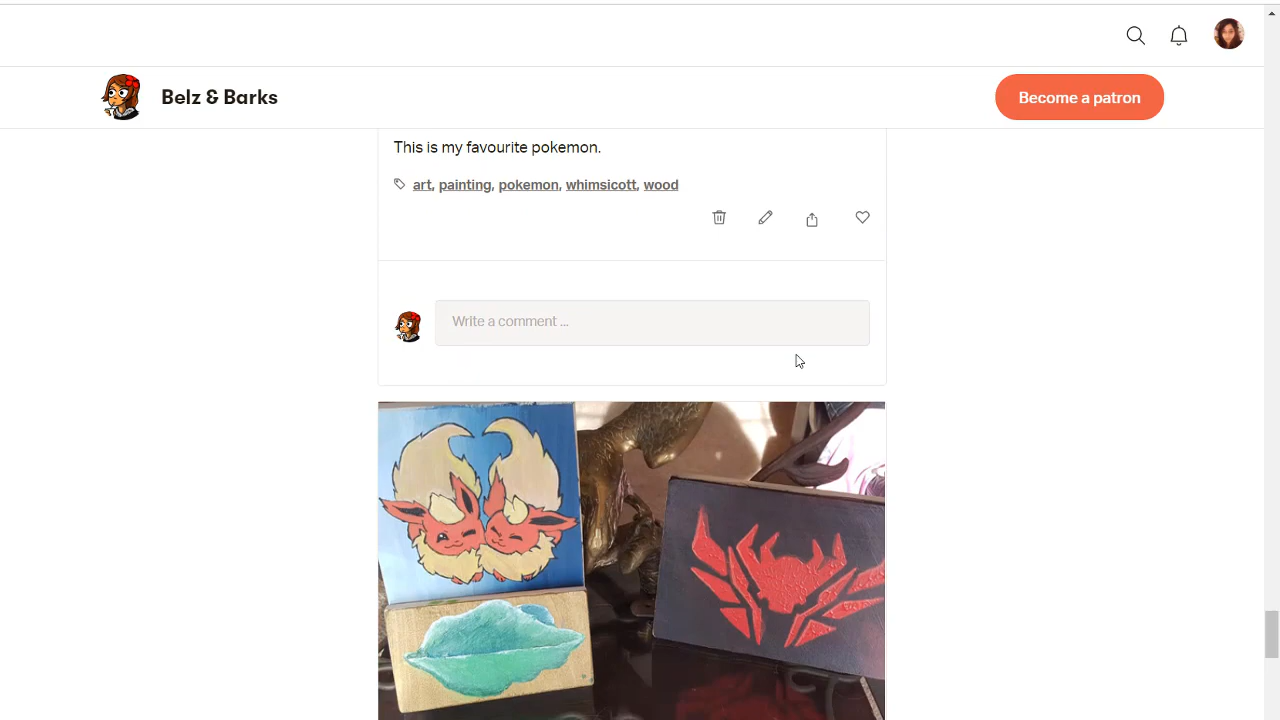 Belz & Barks
Become a patron
This is my favourite pokemon.
art, painting, pokemon, whimsicott, wood
Write a comment ...